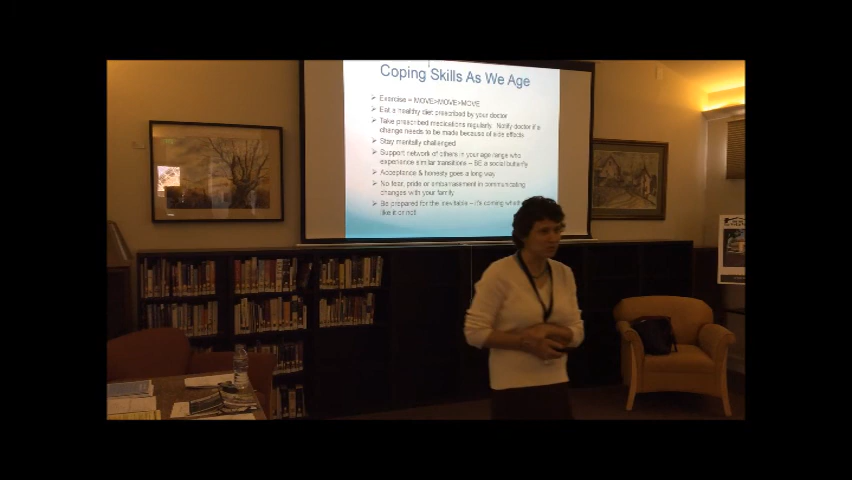 Coping Skills As We Age
Exercise – MOVE>MOVE>MOVE
Eat a healthy diet prescribed by your doctor
Take prescribed medications regularly. Notify doctor if a
change needs to be made because of side effects
Stay mentally challenged
Support network of others in your age range who
experience similar transitions – BE a social butterfly
Acceptance & honesty goes a long way
No fear, pride or embarrassment in communicating
changes with your family
Be prepared for the inevitable – it's coming
like it or not!